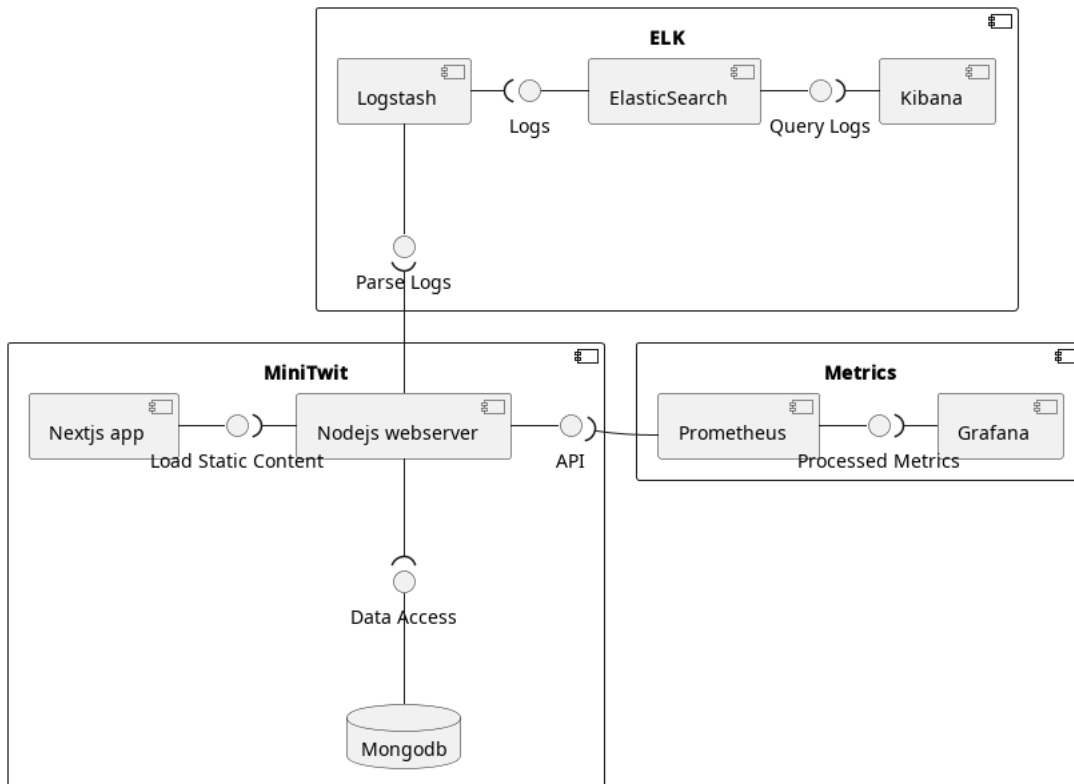 ELK
Logstash
ElasticSearch
Kibana
Logs
Query Logs
Parse Logs
MiniTwit
Metrics
Nextjs app
Nodejs webserver
Prometheus
Grafana
Load Static Content
API
Processed Metrics
Data Access
Mongodb